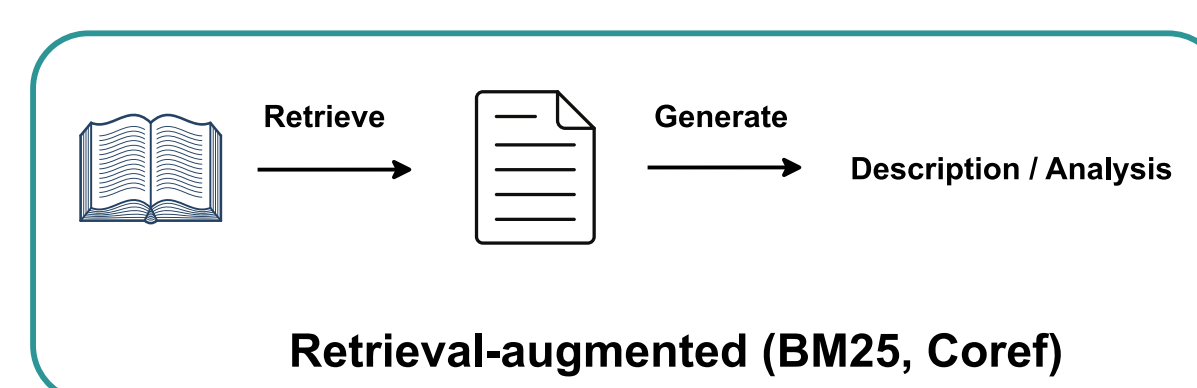 Retrieve
Generate
Description / Analysis
Retrieval-augmented (BM25, Coref)